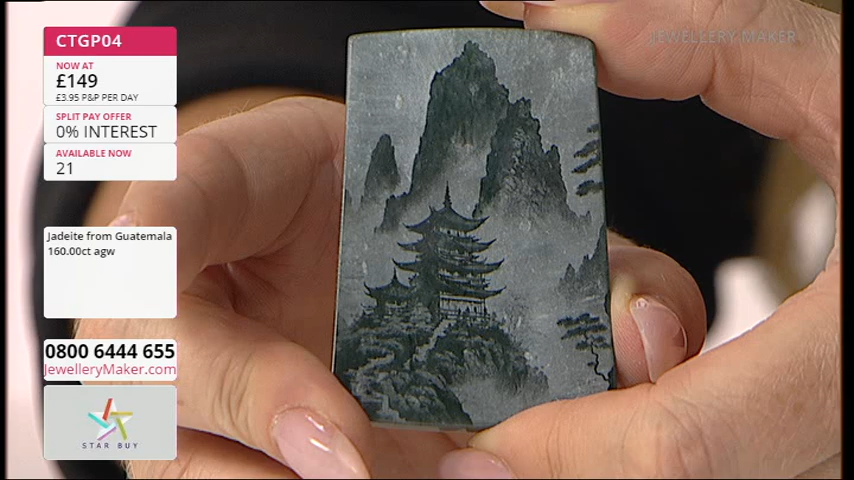 CTGP04
NOW AT
£149
£3.95 P&P PER DAY
SPLIT PAY OFFER
0% INTEREST
AVAILABLE NOW
21
Jadeite from Guatemala
160.00ct agw
0800 6444 655
JewelleryMaker.com
STAR BUY
JEWELLERY MAKER